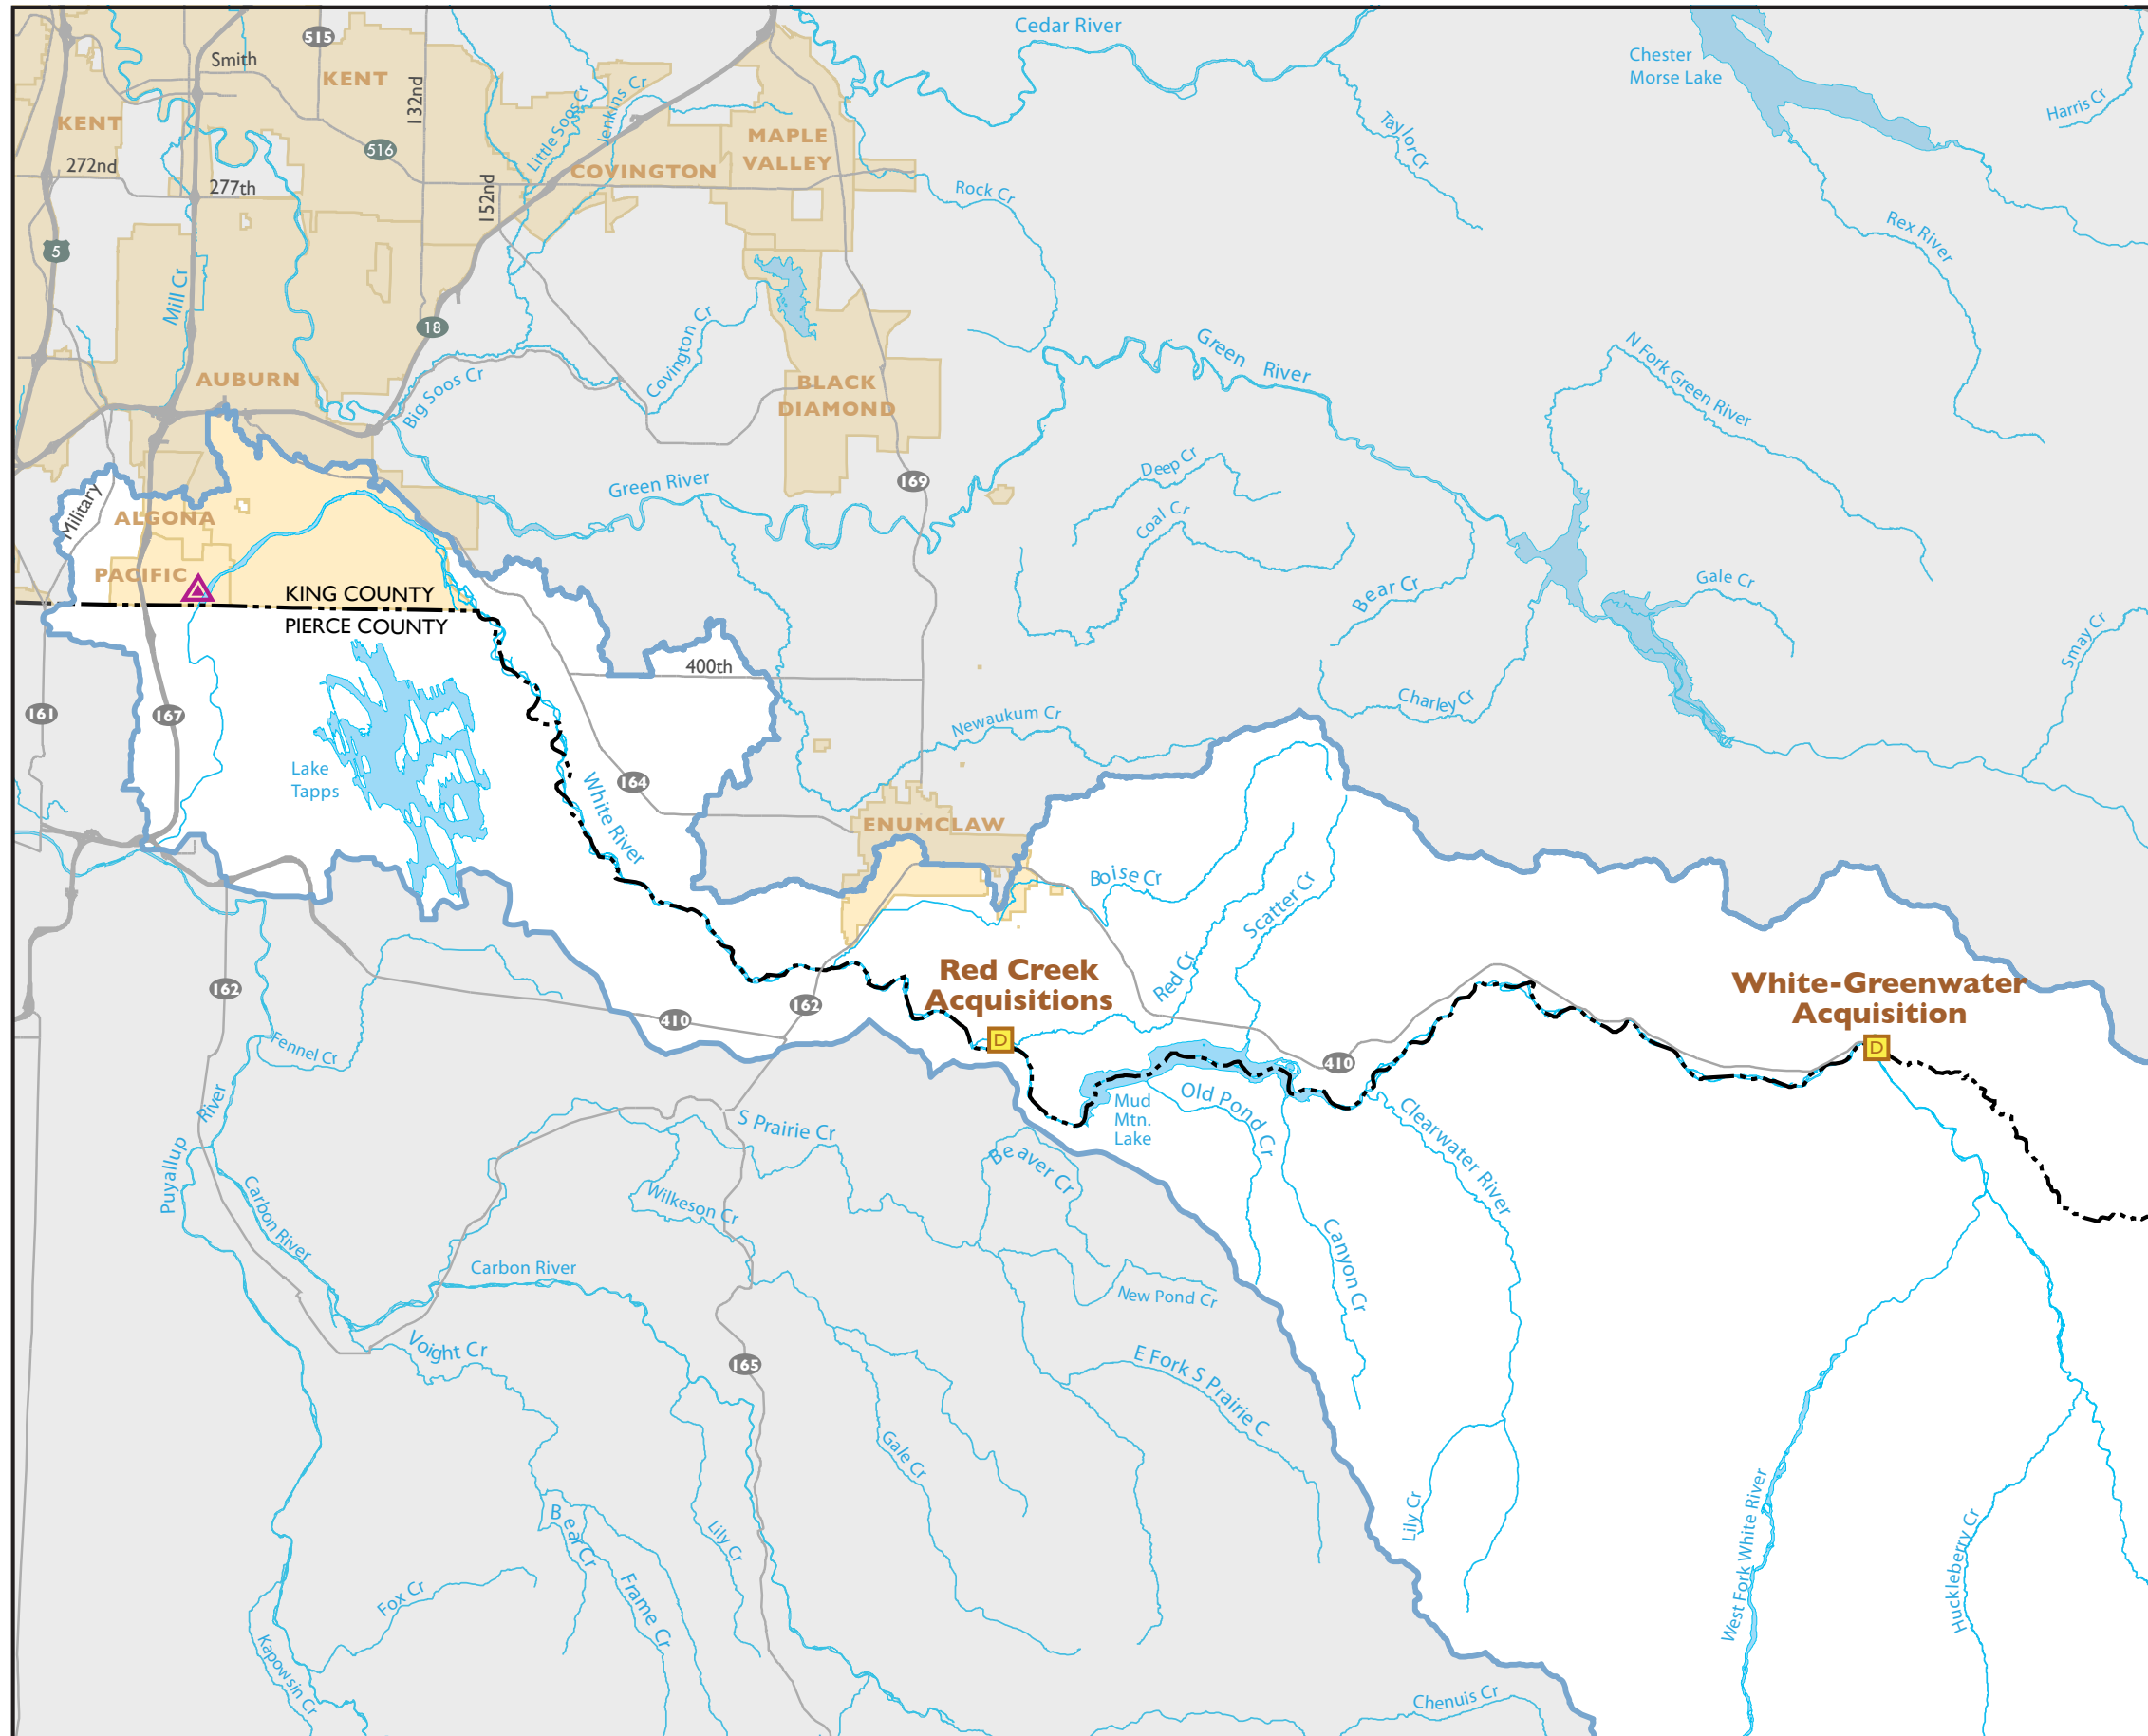 Cedar River
Chester
Morse Lake
Harris Cr
515
Smith
KENT
132nd
KENT
Little Soos Cr
Jenkins Cr
MAPLE
VALLEY
Taylor Cr
516
COVINGTON
272nd
277th
152nd
Rock Cr
Rex River
5
Mill Cr
18
Covington Cr
Green River
N Fork Green River
AUBURN
Big Soos Cr
BLACK
DIAMOND
Deep Cr
Green River
169
Military
ALGONA
Coal Cr
PACIFIC
KING COUNTY
PIERCE COUNTY
Bear Cr
Gale Cr
Smay Cr
400th
161
167
Newaukum Cr
Charley Cr
Lake
Tapps
164
White River
ENUMCLAW
Boise Cr
Scatter Cr
Red Cr
Red Creek
Acquisitions
D
White-Greenwater
Acquisition
D
162
162
410
410
Fennel Cr
Mud
Mtn.
Lake
Old Pond Cr
Clearwater River
S Prairie Cr
Beaver Cr
Puyallup River
Carbon River
Wilkeson Cr
Canyon Cr
Carbon River
New Pond Cr
Voight Cr
165
E Fork S Prairie C
Gale Cr
Lily Cr
West Fork White River
Huckleberry Cr
Bear Cr
Lily Cr
Fox Cr
Frame Cr
Kapowsin Cr
Chenuis Cr